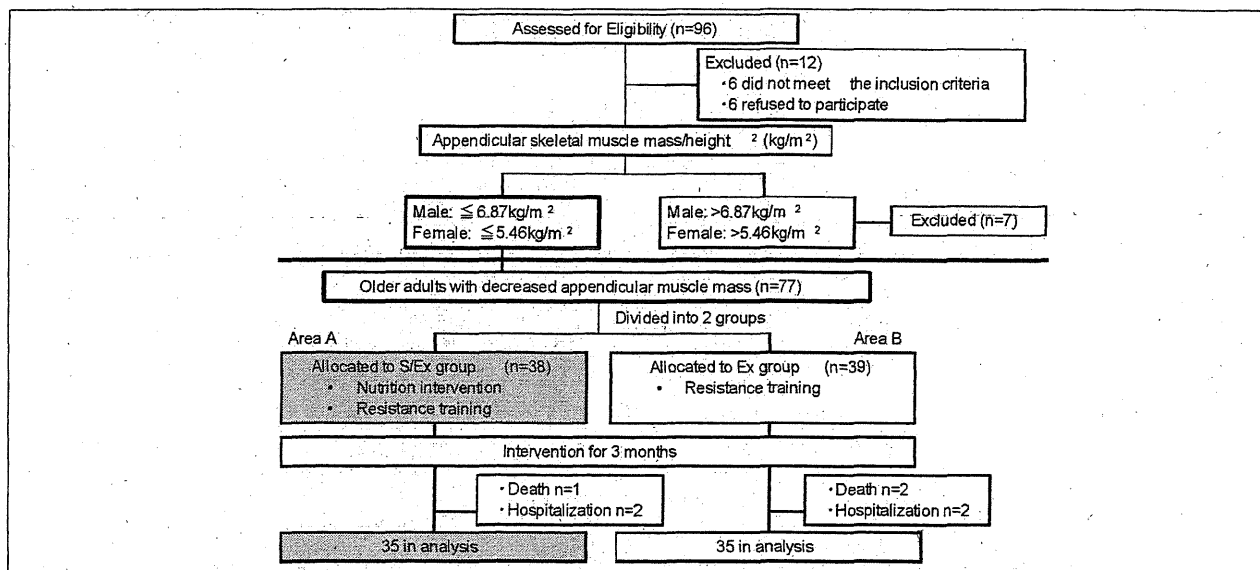 Assessed for Eligibility (n=96)
Excluded (n=12)
・6 did not meet the inclusion criteria
・6 refused to participate
Appendicular skeletal muscle mass/height ² (kg/m²)
Male: ≦6.87kg/m ²
Female: ≦5.46kg/m ²
Male: >6.87kg/m ²
Female: >5.46kg/m ²
Excluded (n=7)
Older adults with decreased appendicular muscle mass (n=77)
Divided into 2 groups
Area A
Area B
Allocated to S/Ex group (n=38)
• Nutrition intervention
• Resistance training
Allocated to Ex group (n=39)
• Resistance training
Intervention for 3 months
・Death n=1
・Hospitalization n=2
・Death n=2
・Hospitalization n=2
35 in analysis
35 in analysis